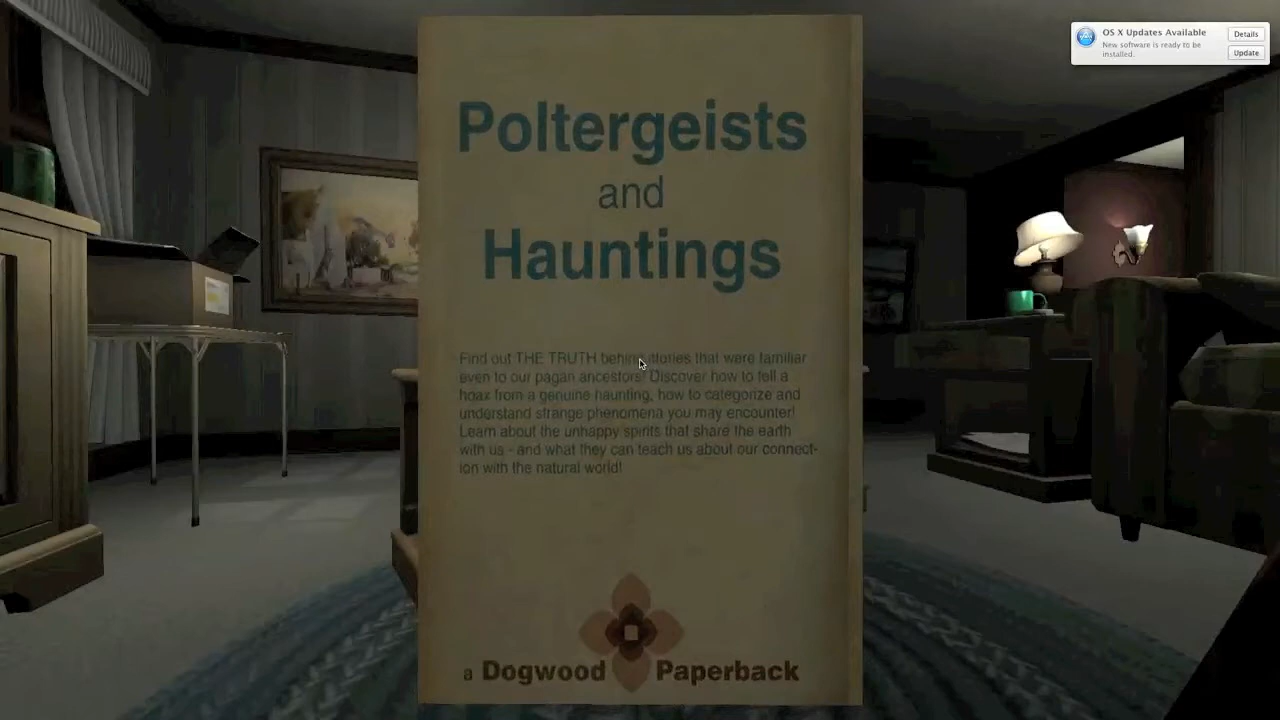 OS X Updates Available
New software is ready to be
installed.
Details
Update
Poltergeists
and
Hauntings
Find out THE TRUTH behind stories that were familiar
even to our pagan ancestors! Discover how to tell a
hoax from a genuine haunting, how to categorize and
understand strange phenomena you may encounter!
Learn about the unhappy spirits that share the earth
with us - and what they can teach us about our connect-
ion with the natural world!
a Dogwood Paperback